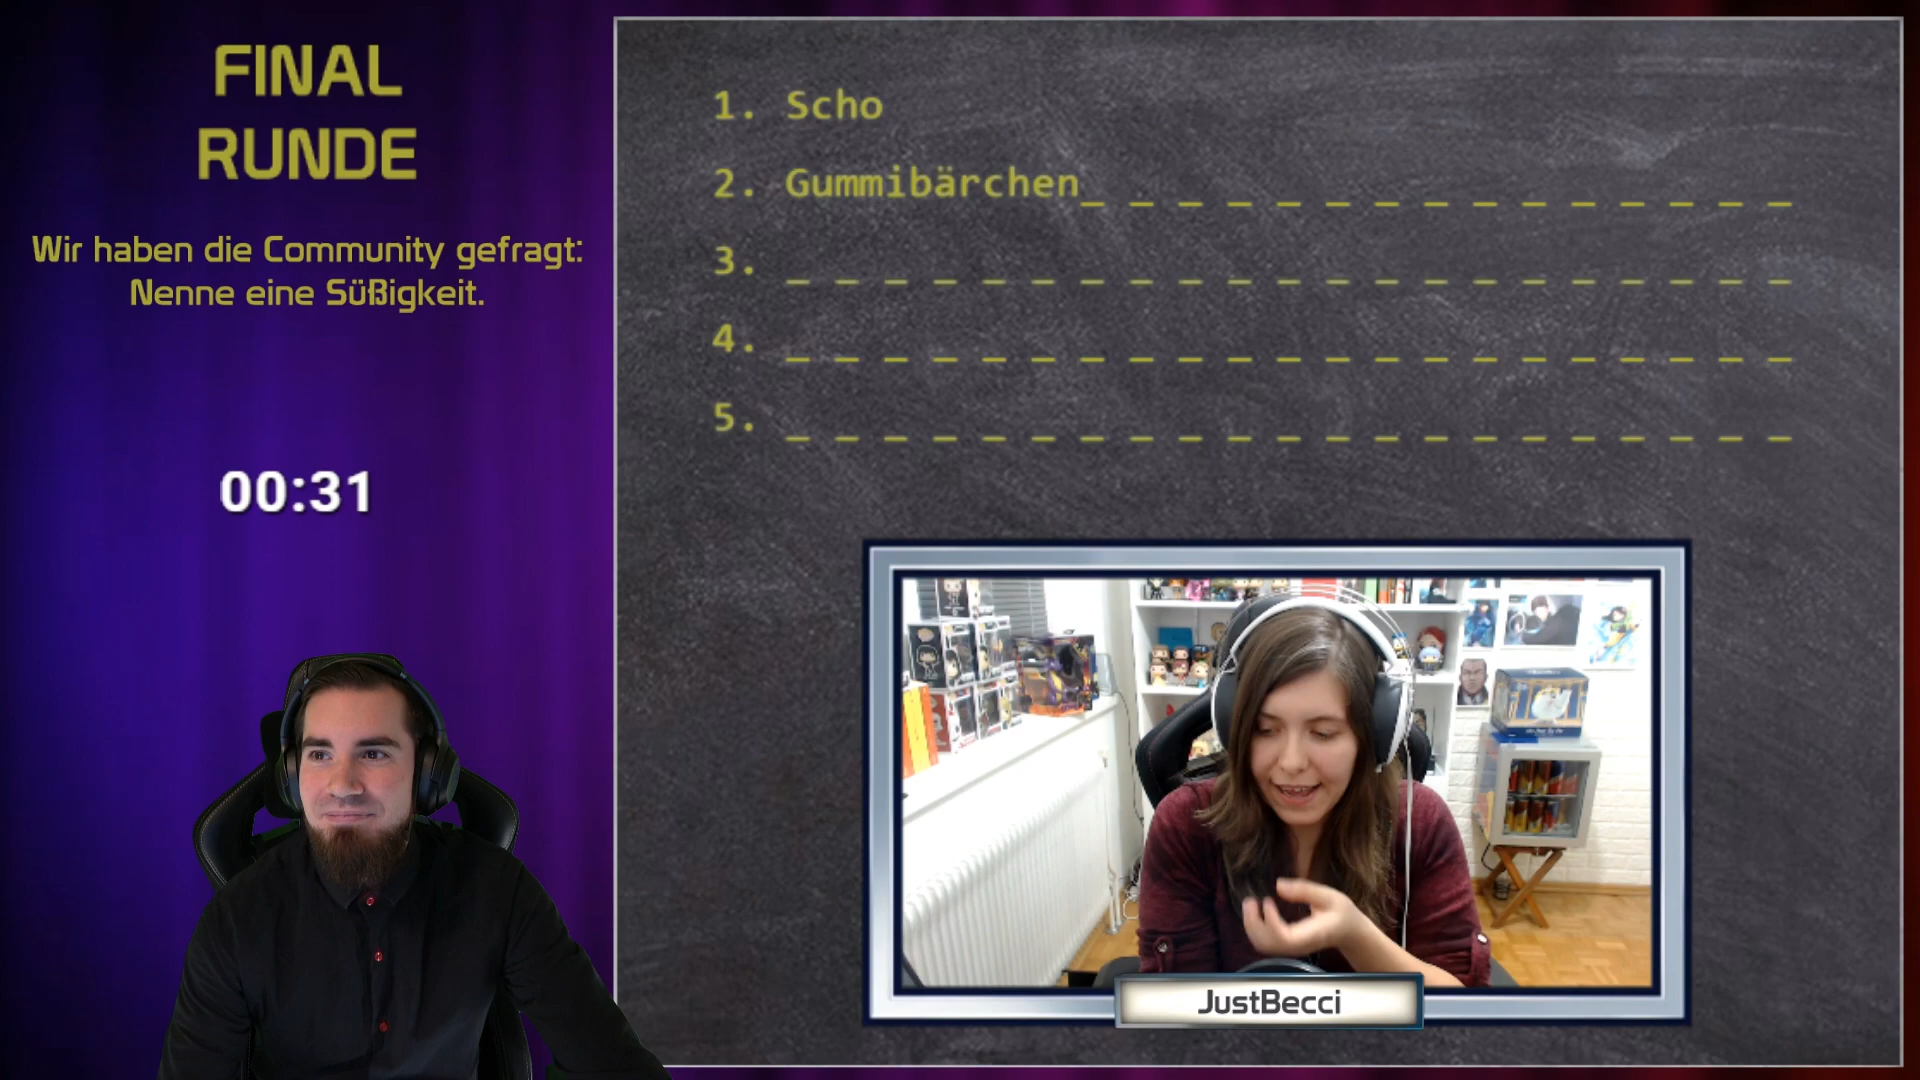 FINAL
RUNDE
Wir haben die Community gefragt:
Nenne eine Süßigkeit.
00:31
1. Scho
2. Gummibärchen_ _ _ _ _ _ _ _ _ _ _ _ _ _ _
3. _ _ _ _ _ _ _ _ _ _ _ _ _ _ _ _ _ _ _ _ _
4. _ _ _ _ _ _ _ _ _ _ _ _ _ _ _ _ _ _ _ _ _
5. _ _ _ _ _ _ _ _ _ _ _ _ _ _ _ _ _ _ _ _ _
JustBecci